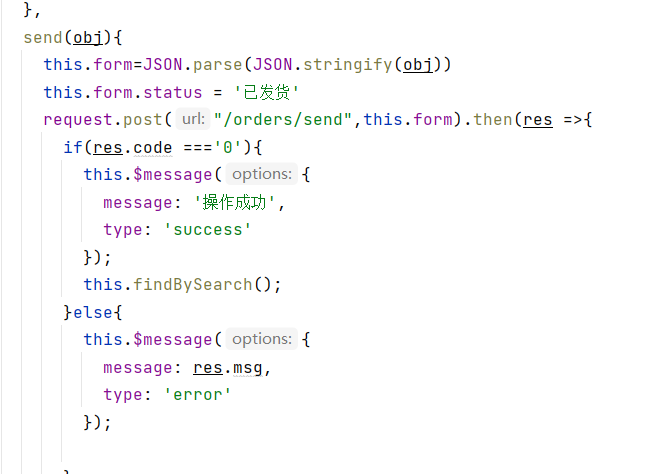 },
send(obj){
this.form=JSON.parse(JSON.stringify(obj))
this.form.status = '已发货'
request.post( url: "/orders/send",this.form).then(res =>{
if(res.code ==='0'){
this.$message( options: {
message: '操作成功',
type: 'success'
});
this.findBySearch();
}else{
this.$message( options: {
message: res.msg,
type: 'error'
});